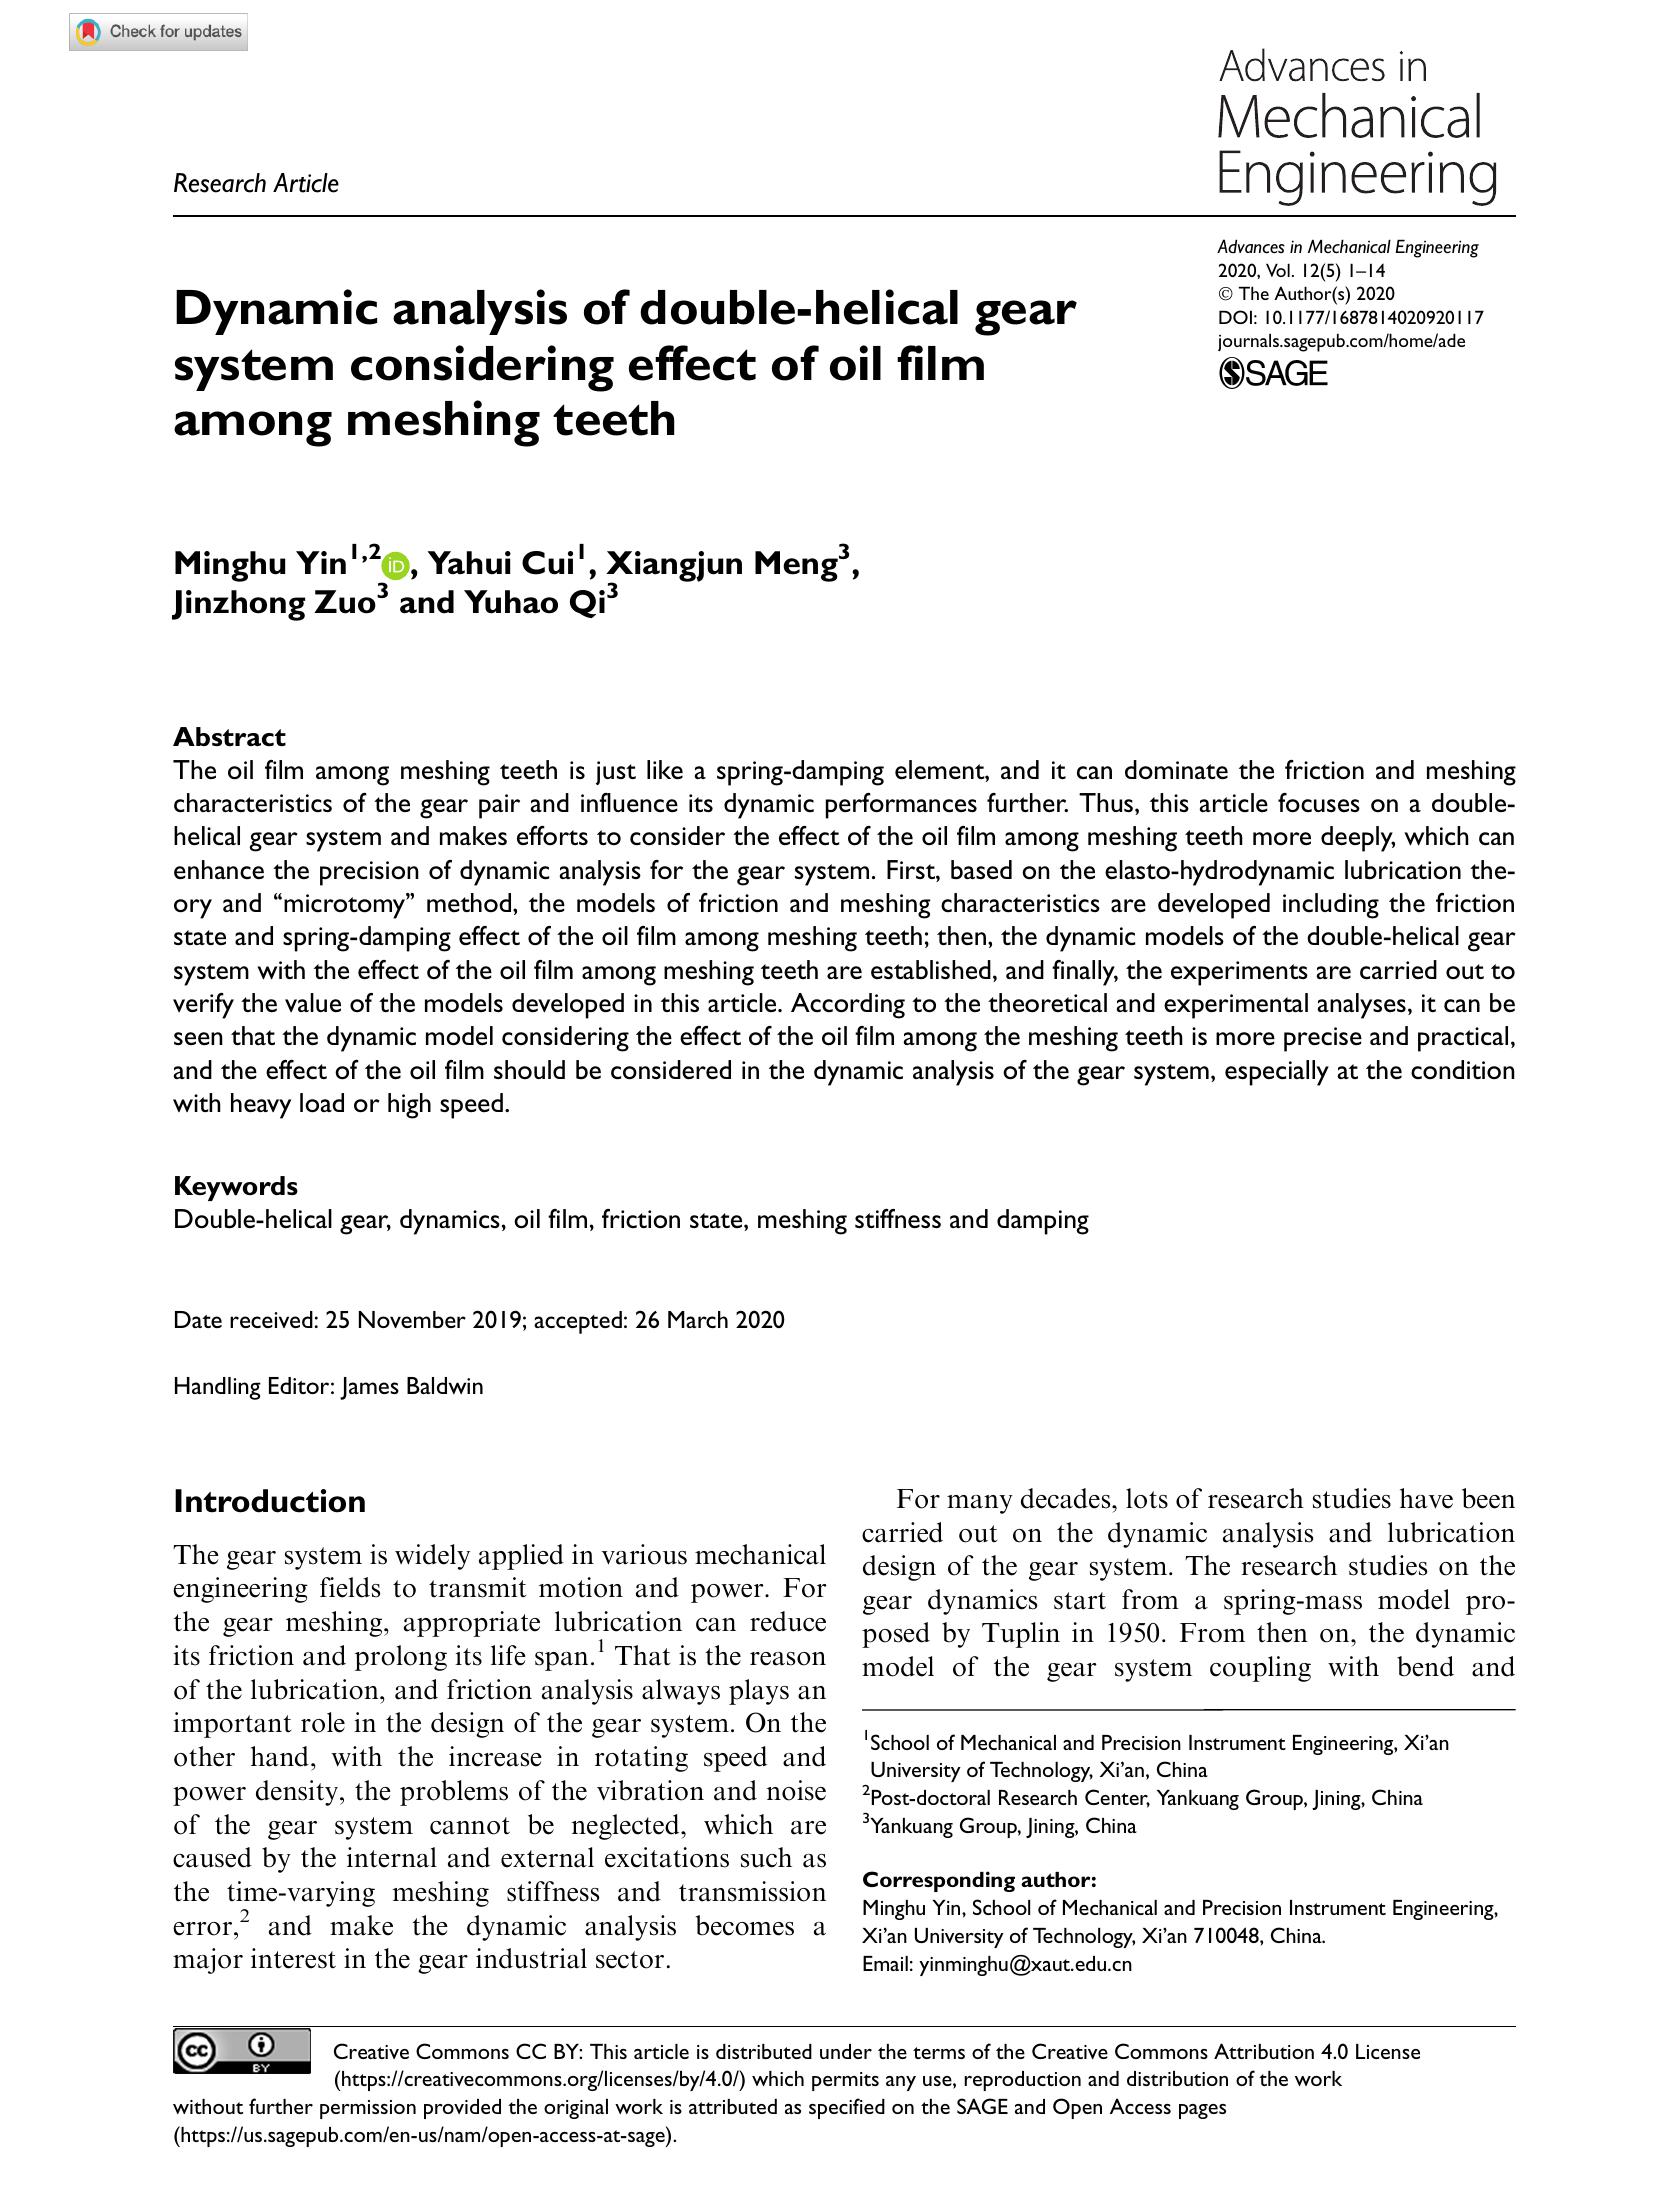 Check for updates
Advances in
Mechanical
Engineering
Research Article
Advances in Mechanical Engineering
2020, Vol. 12(5) 1–14
© The Author(s) 2020
DOI: 10.1177/1687814020920117
journals.sagepub.com/home/ade
SAGE
Dynamic analysis of double-helical gear
system considering effect of oil film
among meshing teeth
Minghu Yin1,2 iD, Yahui Cui1, Xiangjun Meng3,
Jinzhong Zuo3 and Yuhao Qi3
Abstract
The oil film among meshing teeth is just like a spring-damping element, and it can dominate the friction and meshing
characteristics of the gear pair and influence its dynamic performances further. Thus, this article focuses on a double-
helical gear system and makes efforts to consider the effect of the oil film among meshing teeth more deeply, which can
enhance the precision of dynamic analysis for the gear system. First, based on the elasto-hydrodynamic lubrication the-
ory and “microtomy” method, the models of friction and meshing characteristics are developed including the friction
state and spring-damping effect of the oil film among meshing teeth; then, the dynamic models of the double-helical gear
system with the effect of the oil film among meshing teeth are established, and finally, the experiments are carried out to
verify the value of the models developed in this article. According to the theoretical and experimental analyses, it can be
seen that the dynamic model considering the effect of the oil film among the meshing teeth is more precise and practical,
and the effect of the oil film should be considered in the dynamic analysis of the gear system, especially at the condition
with heavy load or high speed.
Keywords
Double-helical gear, dynamics, oil film, friction state, meshing stiffness and damping
Date received: 25 November 2019; accepted: 26 March 2020
Handling Editor: James Baldwin
Introduction
The gear system is widely applied in various mechanical
engineering fields to transmit motion and power. For
the gear meshing, appropriate lubrication can reduce
its friction and prolong its life span.1 That is the reason
of the lubrication, and friction analysis always plays an
important role in the design of the gear system. On the
other hand, with the increase in rotating speed and
power density, the problems of the vibration and noise
of the gear system cannot be neglected, which are
caused by the internal and external excitations such as
the time-varying meshing stiffness and transmission
error,2 and make the dynamic analysis becomes a
major interest in the gear industrial sector.
For many decades, lots of research studies have been
carried out on the dynamic analysis and lubrication
design of the gear system. The research studies on the
gear dynamics start from a spring-mass model pro-
posed by Tuplin in 1950. From then on, the dynamic
model of the gear system coupling with bend and
1School of Mechanical and Precision Instrument Engineering, Xi’an
University of Technology, Xi’an, China
2Post-doctoral Research Center, Yankuang Group, Jining, China
3Yankuang Group, Jining, China
Corresponding author:
Minghu Yin, School of Mechanical and Precision Instrument Engineering,
Xi’an University of Technology, Xi’an 710048, China.
Email: yinminghu@xaut.edu.cn
cc BY
Creative Commons CC BY: This article is distributed under the terms of the Creative Commons Attribution 4.0 License
(https://creativecommons.org/licenses/by/4.0/) which permits any use, reproduction and distribution of the work
without further permission provided the original work is attributed as specified on the SAGE and Open Access pages
(https://us.sagepub.com/en-us/nam/open-access-at-sage).